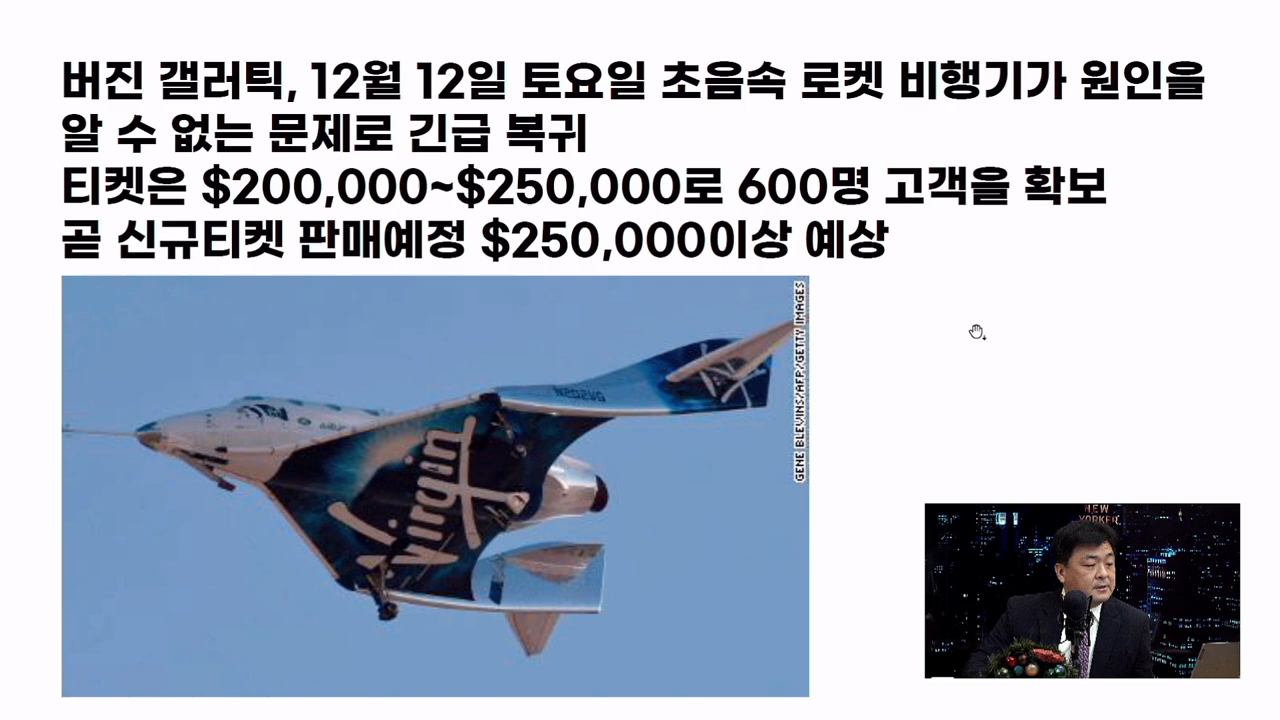 버진 갤러틱, 12월 12일 토요일 초음속 로켓 비행기가 원인을
알 수 없는 문제로 긴급 복귀
티켓은 $200,000~$250,000로 600명 고객을 확보
곧 신규티켓 판매예정 $250,0000이상 예상
GENE BLEVINS/AFP/GETTY IMAGES
N202VG
Virgin
NEW
YORKER